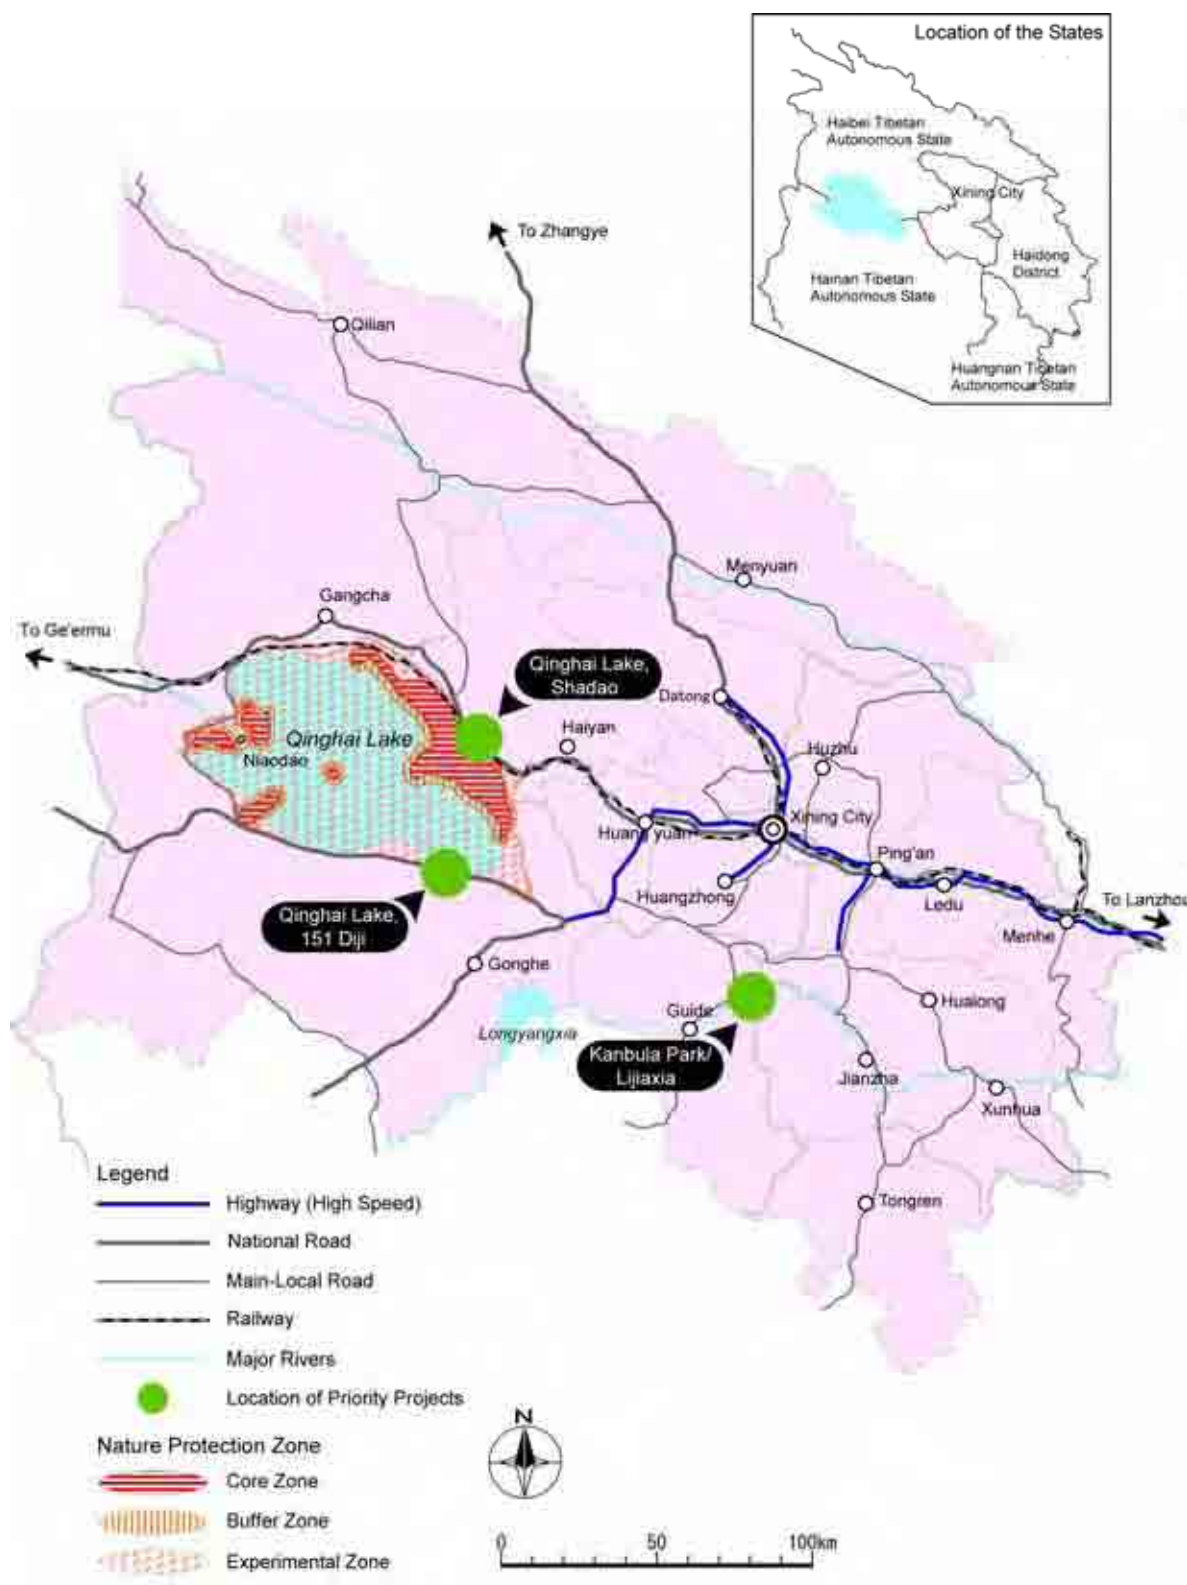 Location of the States
Haibei Tibetan
Autonomous State
Xining City
Haidong
District
Hainan Tibetan
Autonomous State
Huangnan Tibetan
Autonomous State
To Zhangye
Qilian
Menyuan
Gangcha
To Ge'ermu
Qinghai Lake,
Shadao
Datong
Haiyan
Qinghai Lake
Niaodao
Huzhu
Xining City
Huang yuan
Ping'an
Huangzhong
Ledu
To Lanzhou
Menhe
Qinghai Lake,
151 Diji
Gonghe
Longyangxia
Guide
Hualong
Kanbula Park/
Lijiaxia
Jianzha
Xunhua
Tongren
Legend
Highway (High Speed)
National Road
Main-Local Road
Railway
Major Rivers
Location of Priority Projects
Nature Protection Zone
Core Zone
Buffer Zone
Experimental Zone
N
0 50 100km